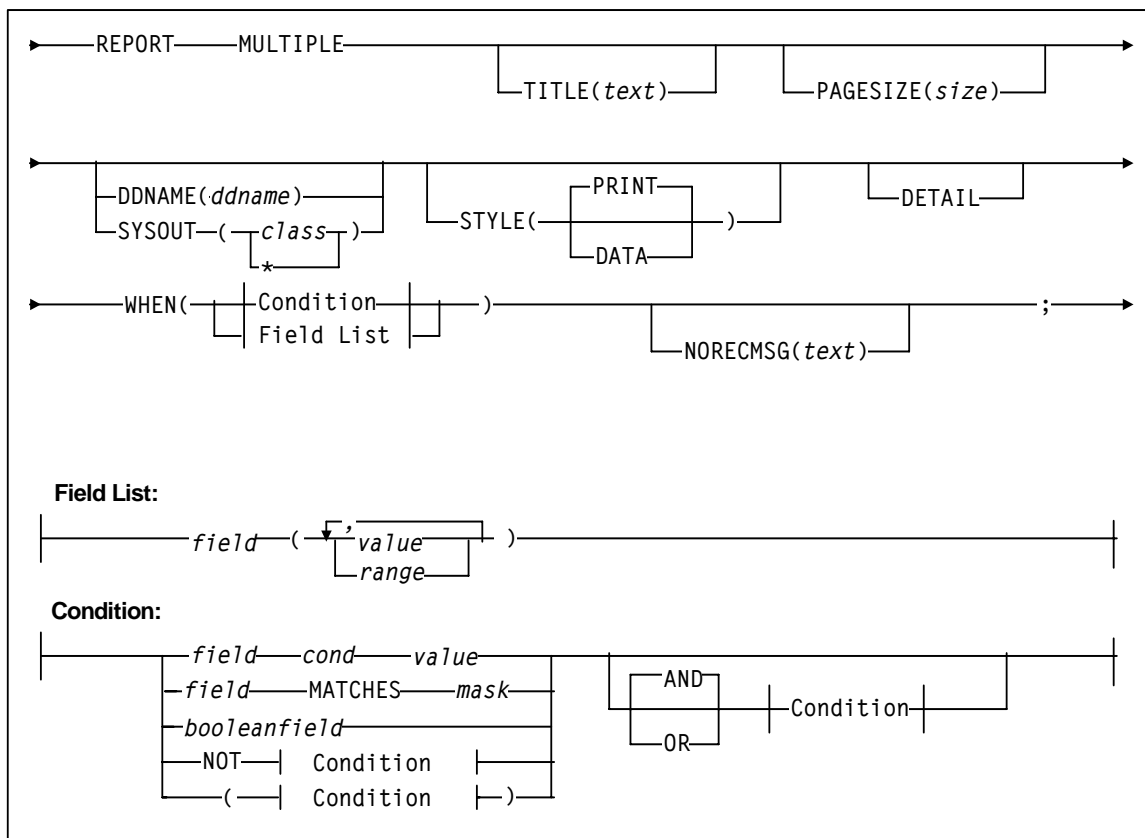 REPORT MULTIPLE
TITLE(text) PAGESIZE(size)
DDNAME(ddname) PRINT DETAIL
SYSOUT ( class ) STYLE( )
* DATA
WHEN( Condition ) ;
Field List NORECMSG(text)
Field List:
,
field ( value )
range
Condition:
field cond value
field MATCHES mask AND
booleanfield Condition
NOT Condition OR
( Condition )